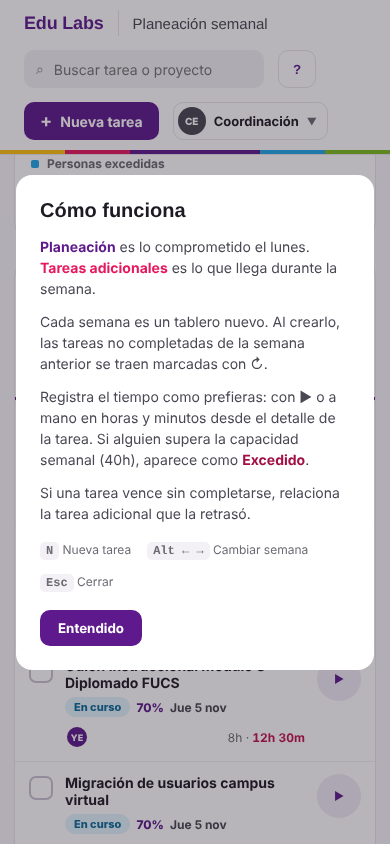 Edu Labs
Planeación semanal
Buscar tarea o proyecto
?
+ Nueva tarea
CE Coordinación ▼
Personas excedidas
Cómo funciona
Planeación es lo comprometido el lunes.
Tareas adicionales es lo que llega durante la
semana.
Cada semana es un tablero nuevo. Al crearlo,
las tareas no completadas de la semana
anterior se traen marcadas con ↻.
Registra el tiempo como prefieras: con ▶ o a
mano en horas y minutos desde el detalle de
la tarea. Si alguien supera la capacidad
semanal (40h), aparece como Excedido.
Si una tarea vence sin completarse, relaciona
la tarea adicional que la retrasó.
N Nueva tarea Alt ← → Cambiar semana
Esc Cerrar
Entendido
Diplomado FUCS
En curso 70% Jue 5 nov
YE 8h · 12h 30m
Migración de usuarios campus
virtual
En curso 70% Jue 5 nov